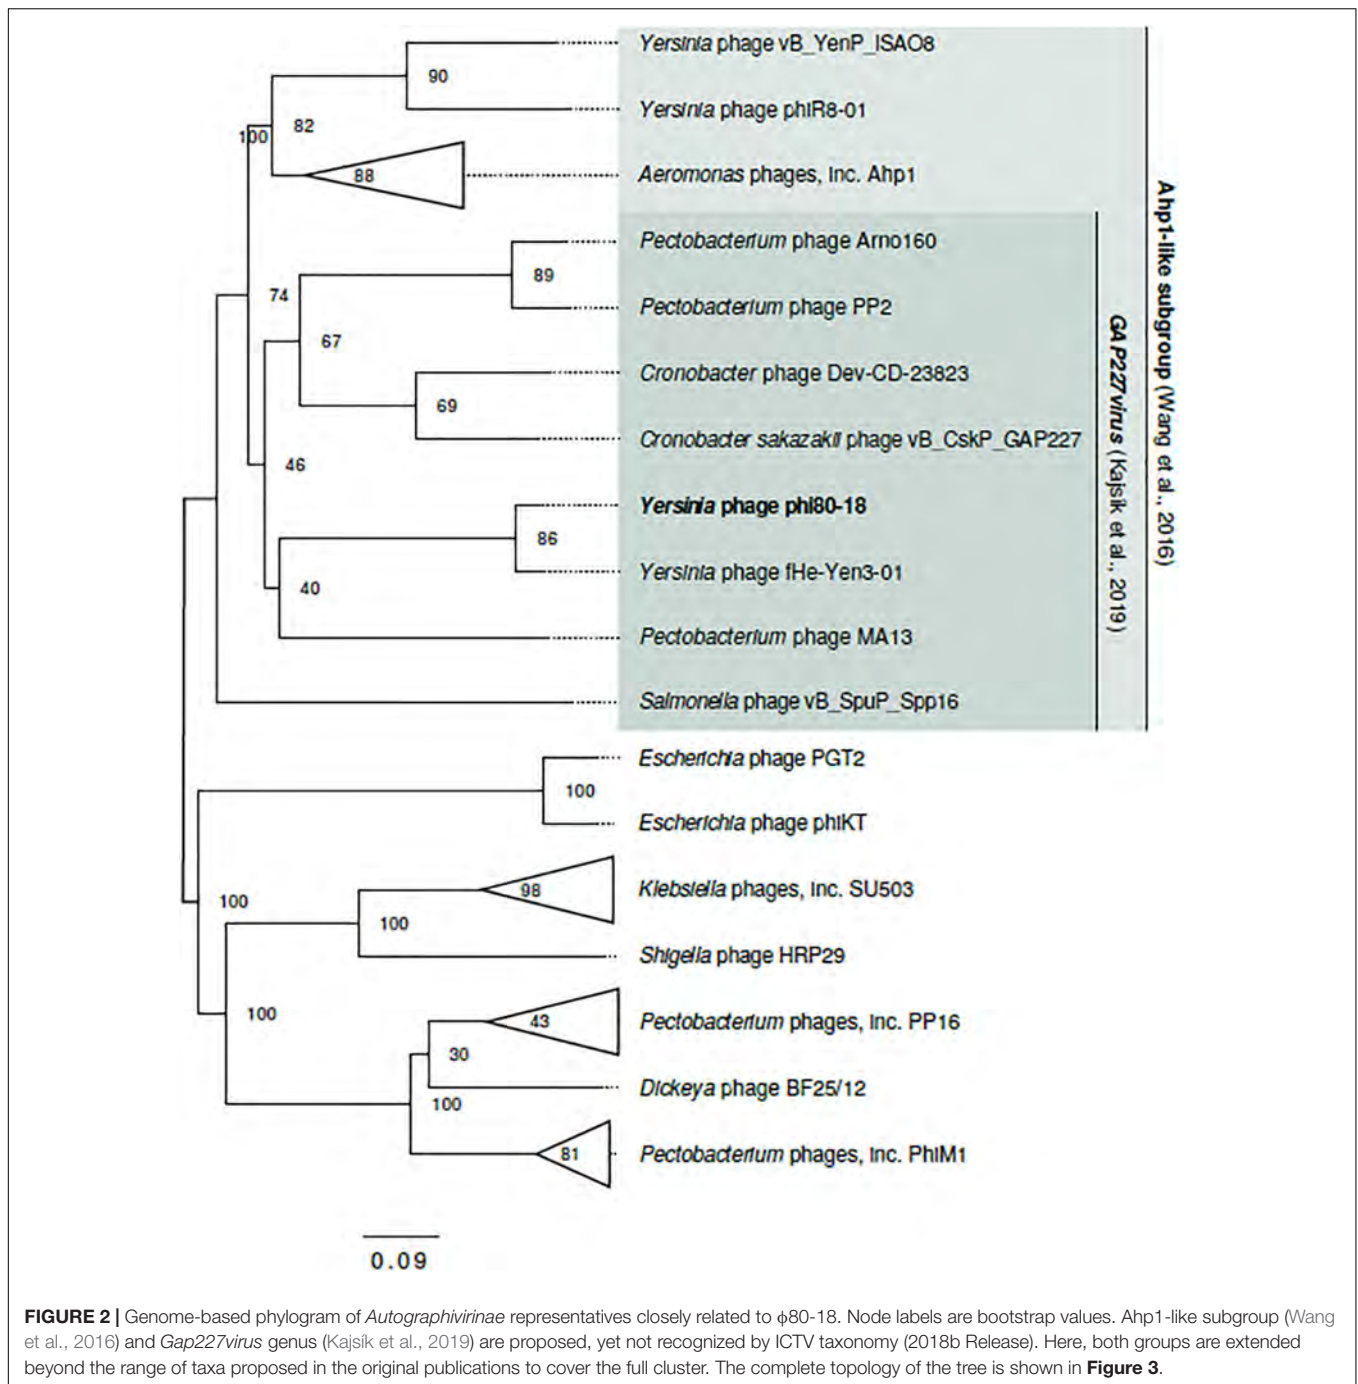 Yersinia phage vB_YenP_ISAO8
90
Yersinia phage phiR8-01
100
82
Aeromonas phages, inc. Ahp1
88
Pectobacterium phage Arno160
89
74
Pectobacterium phage PP2
67
Cronobacter phage Dev-CD-23823
69
Cronobacter sakazakii phage vB_CskP_GAP227
46
Yersinia phage phi80-18
86
Yersinia phage fHe-Yen3-01
40
Pectobacterium phage MA13
Salmonella phage vB_SpuP_Spp16
GAP227virus (Kajsík et al., 2019)
Ahp1-like subgroup (Wang et al., 2016)
Escherichia phage PGT2
100
Escherichia phage phiKT
Klebsiella phages, inc. SU503
98
100
100
Shigella phage HRP29
100
Pectobacterium phages, inc. PP16
43
30
Dickeya phage BF25/12
100
Pectobacterium phages, inc. PhiM1
81
0.09
FIGURE 2 | Genome-based phylogram of Autographivirinae representatives closely related to ϕ80-18. Node labels are bootstrap values. Ahp1-like subgroup (Wang
et al., 2016) and Gap227virus genus (Kajsík et al., 2019) are proposed, yet not recognized by ICTV taxonomy (2018b Release). Here, both groups are extended
beyond the range of taxa proposed in the original publications to cover the full cluster. The complete topology of the tree is shown in Figure 3.